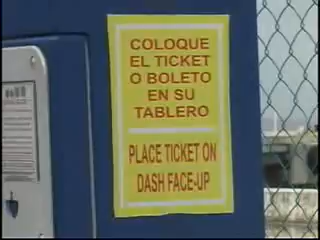 COLOQUE
EL TICKET
O BOLETO
EN SU
TABLERO
PLACE TICKET ON
DASH FACE-UP